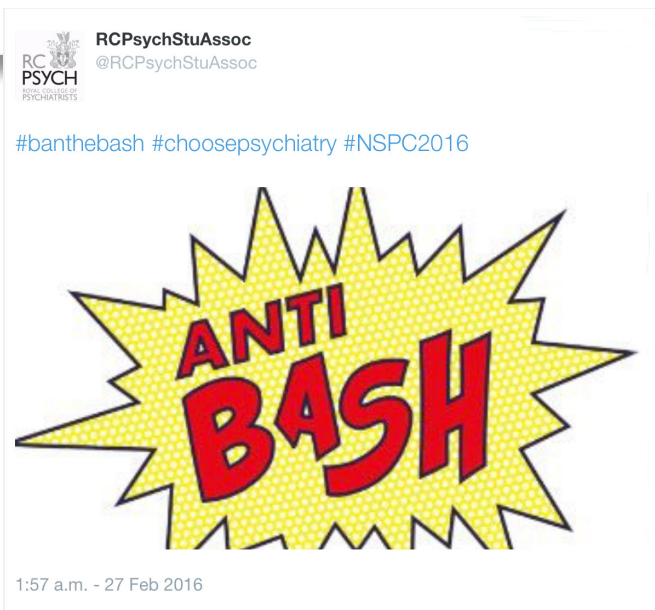 RCPsychStuAssoc
@RCPsychStuAssoc
RC
PSYCH
ROYAL COLLEGE OF
PSYCHIATRISTS
#banthebash #choosepsychiatry #NSPC2016
ANTI
BASH
1:57 a.m. - 27 Feb 2016